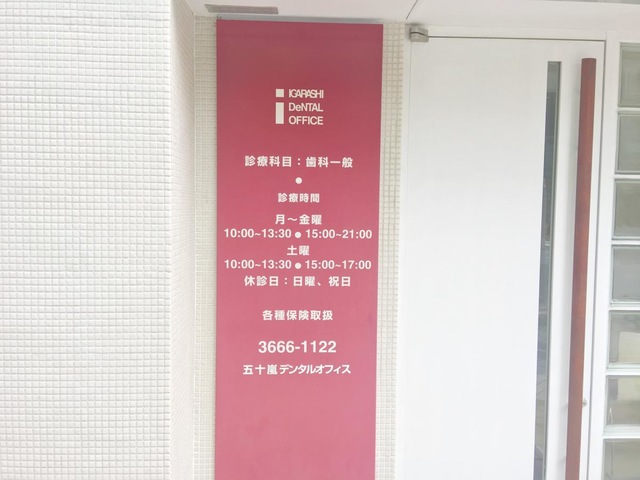 IGARASHI
DeNTAL
OFFICE
診療科目：歯科一般
●
診療時間
月～金曜
10:00~13:30 ● 15:00~21:00
土曜
10:00~13:30 ● 15:00~17:00
休診日：日曜、祝日
各種保険取扱
3666-1122
五十嵐デンタルオフィス